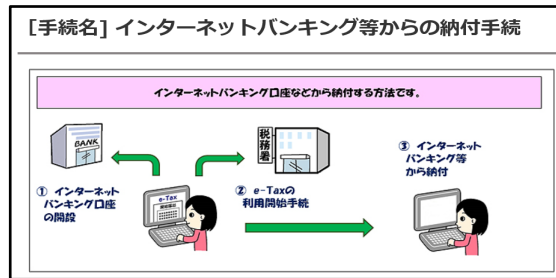 [手続名] インターネットバンキング等からの納付手続
インターネットバンキング口座などから納付する方法です。
BANK
税務署
① インターネット
バンキング口座
の開設
e-Tax
② e-Taxの
利用開始手続
③ インターネット
バンキング等
から納付